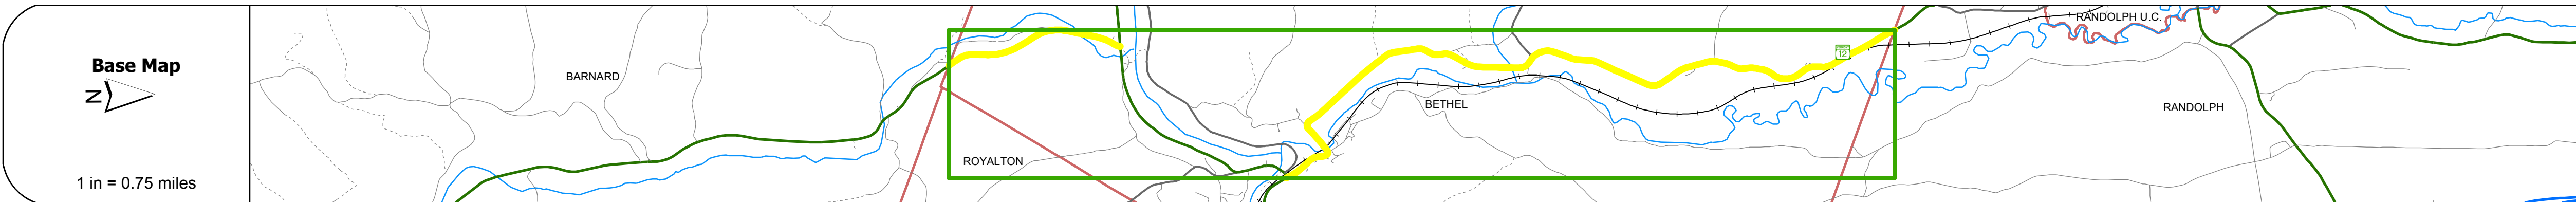 Base Map
N
1 in = 0.75 miles
BARNARD
ROYALTON
BETHEL
12
RANDOLPH U.C.
RANDOLPH